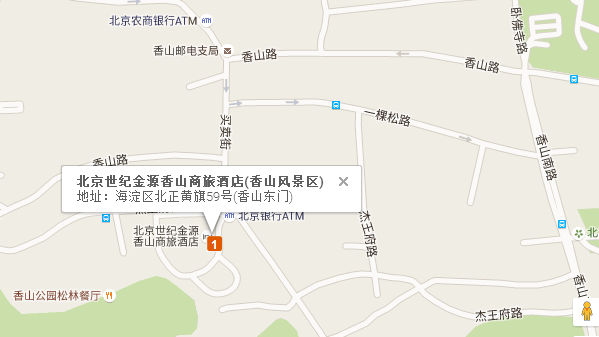 北京农商银行ATM
卧佛寺路
香山邮电支局
香山路
香山路
买卖街
一棵松路
香山南路
香山路
北京世纪金源香山商旅酒店(香山风景区)
地址：海淀区北正黄旗59号(香山东门)
北京银行ATM
杰王府路
北京世纪金源
香山商旅酒店
1
北
香山公园松林餐厅
香山
杰王府路